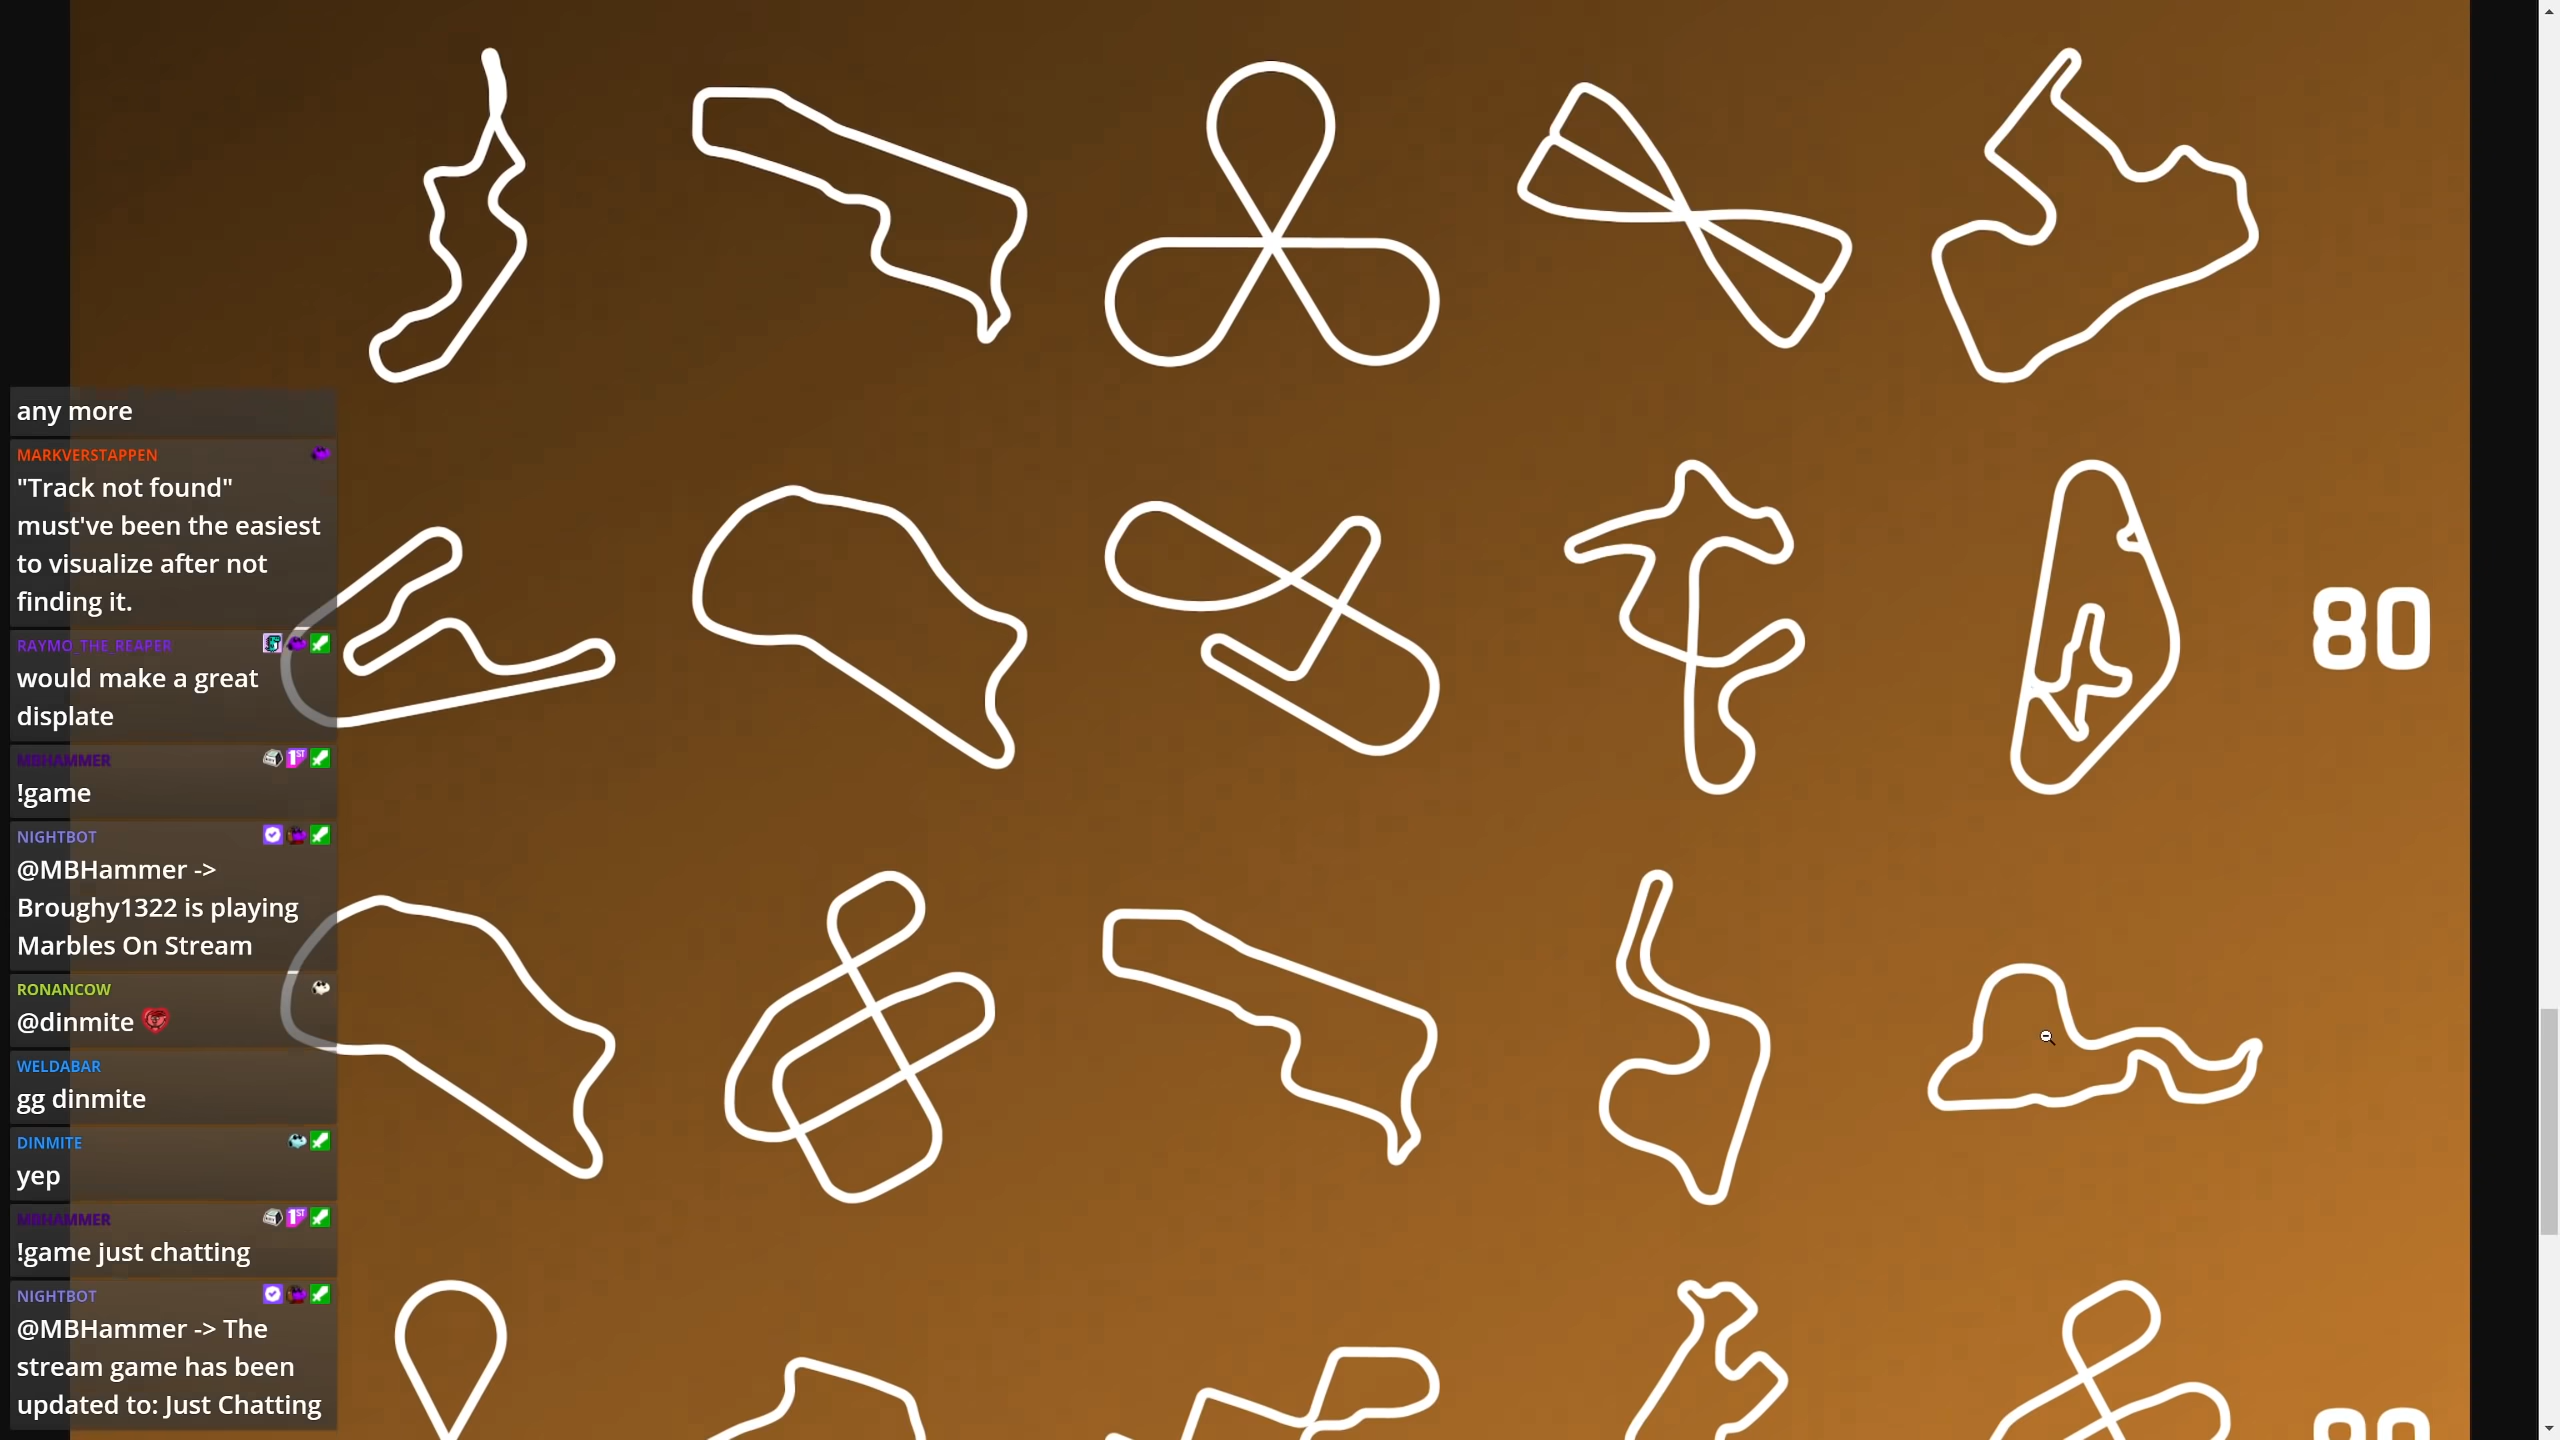 any more
MARKVERSTAPPEN
"Track not found"
must've been the easiest
to visualize after not
finding it.
RAYMO_THE_REAPER
would make a great
displate
MBHAMMER
!game
NIGHTBOT
@MBHammer ->
Broughy1322 is playing
Marbles On Stream
RONANCOW
@dinmite
WELDABAR
gg dinmite
DINMITE
yep
MBHAMMER
!game just chatting
NIGHTBOT
@MBHammer -> The
stream game has been
updated to: Just Chatting
80